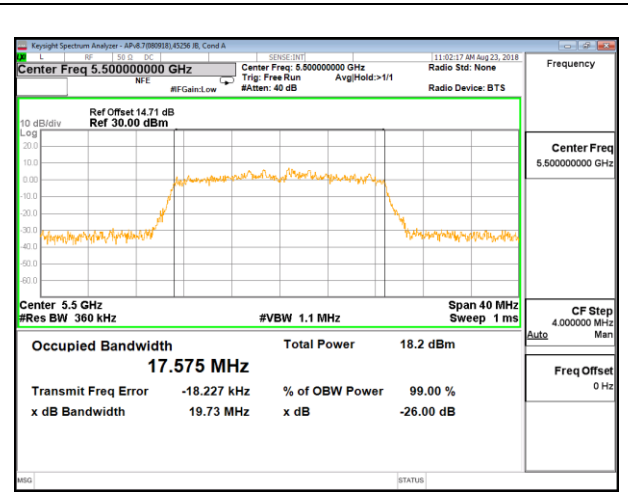 Keysight Spectrum Analyzer - APv8.7(080918),45256 JB, Cond A
L RF 50 Ω DC SENSE:INT 11:02:17 AM Aug 23, 2018
Center Freq 5.500000000 GHz Center Freq: 5.500000000 GHz Radio Std: None Frequency
NFE Trig: Free Run Avg|Hold:>1/1
#IFGain:Low #Atten: 40 dB Radio Device: BTS
Ref Offset 14.71 dB
10 dB/div Ref 30.00 dBm
Log
20.0
10.0
0.00
-10.0
-20.0
-30.0
-40.0
-50.0
-60.0
Center Freq
5.500000000 GHz
Center 5.5 GHz Span 40 MHz
#Res BW 360 kHz #VBW 1.1 MHz Sweep 1 ms
CF Step
4.000000 MHz
Auto Man
Occupied Bandwidth Total Power 18.2 dBm
17.575 MHz
Freq Offset
0 Hz
Transmit Freq Error -18.227 kHz % of OBW Power 99.00 %
x dB Bandwidth 19.73 MHz x dB -26.00 dB
MSG STATUS